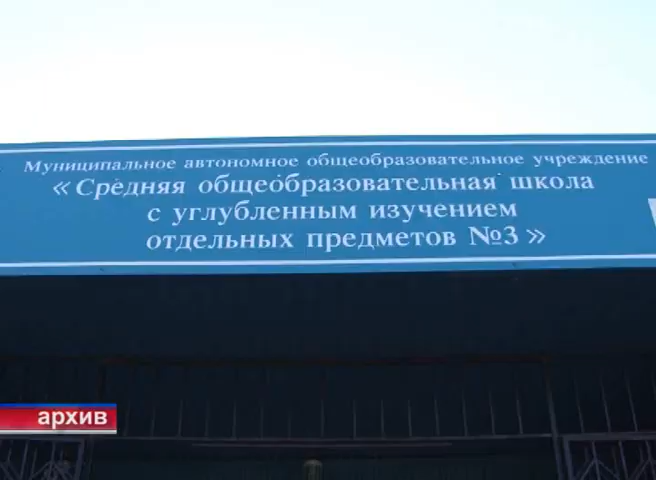 Муниципальное автономное общеобразовательное учреждение
«Средняя общеобразовательная школа
с углубленным изучением
отдельных предметов №3»
архив